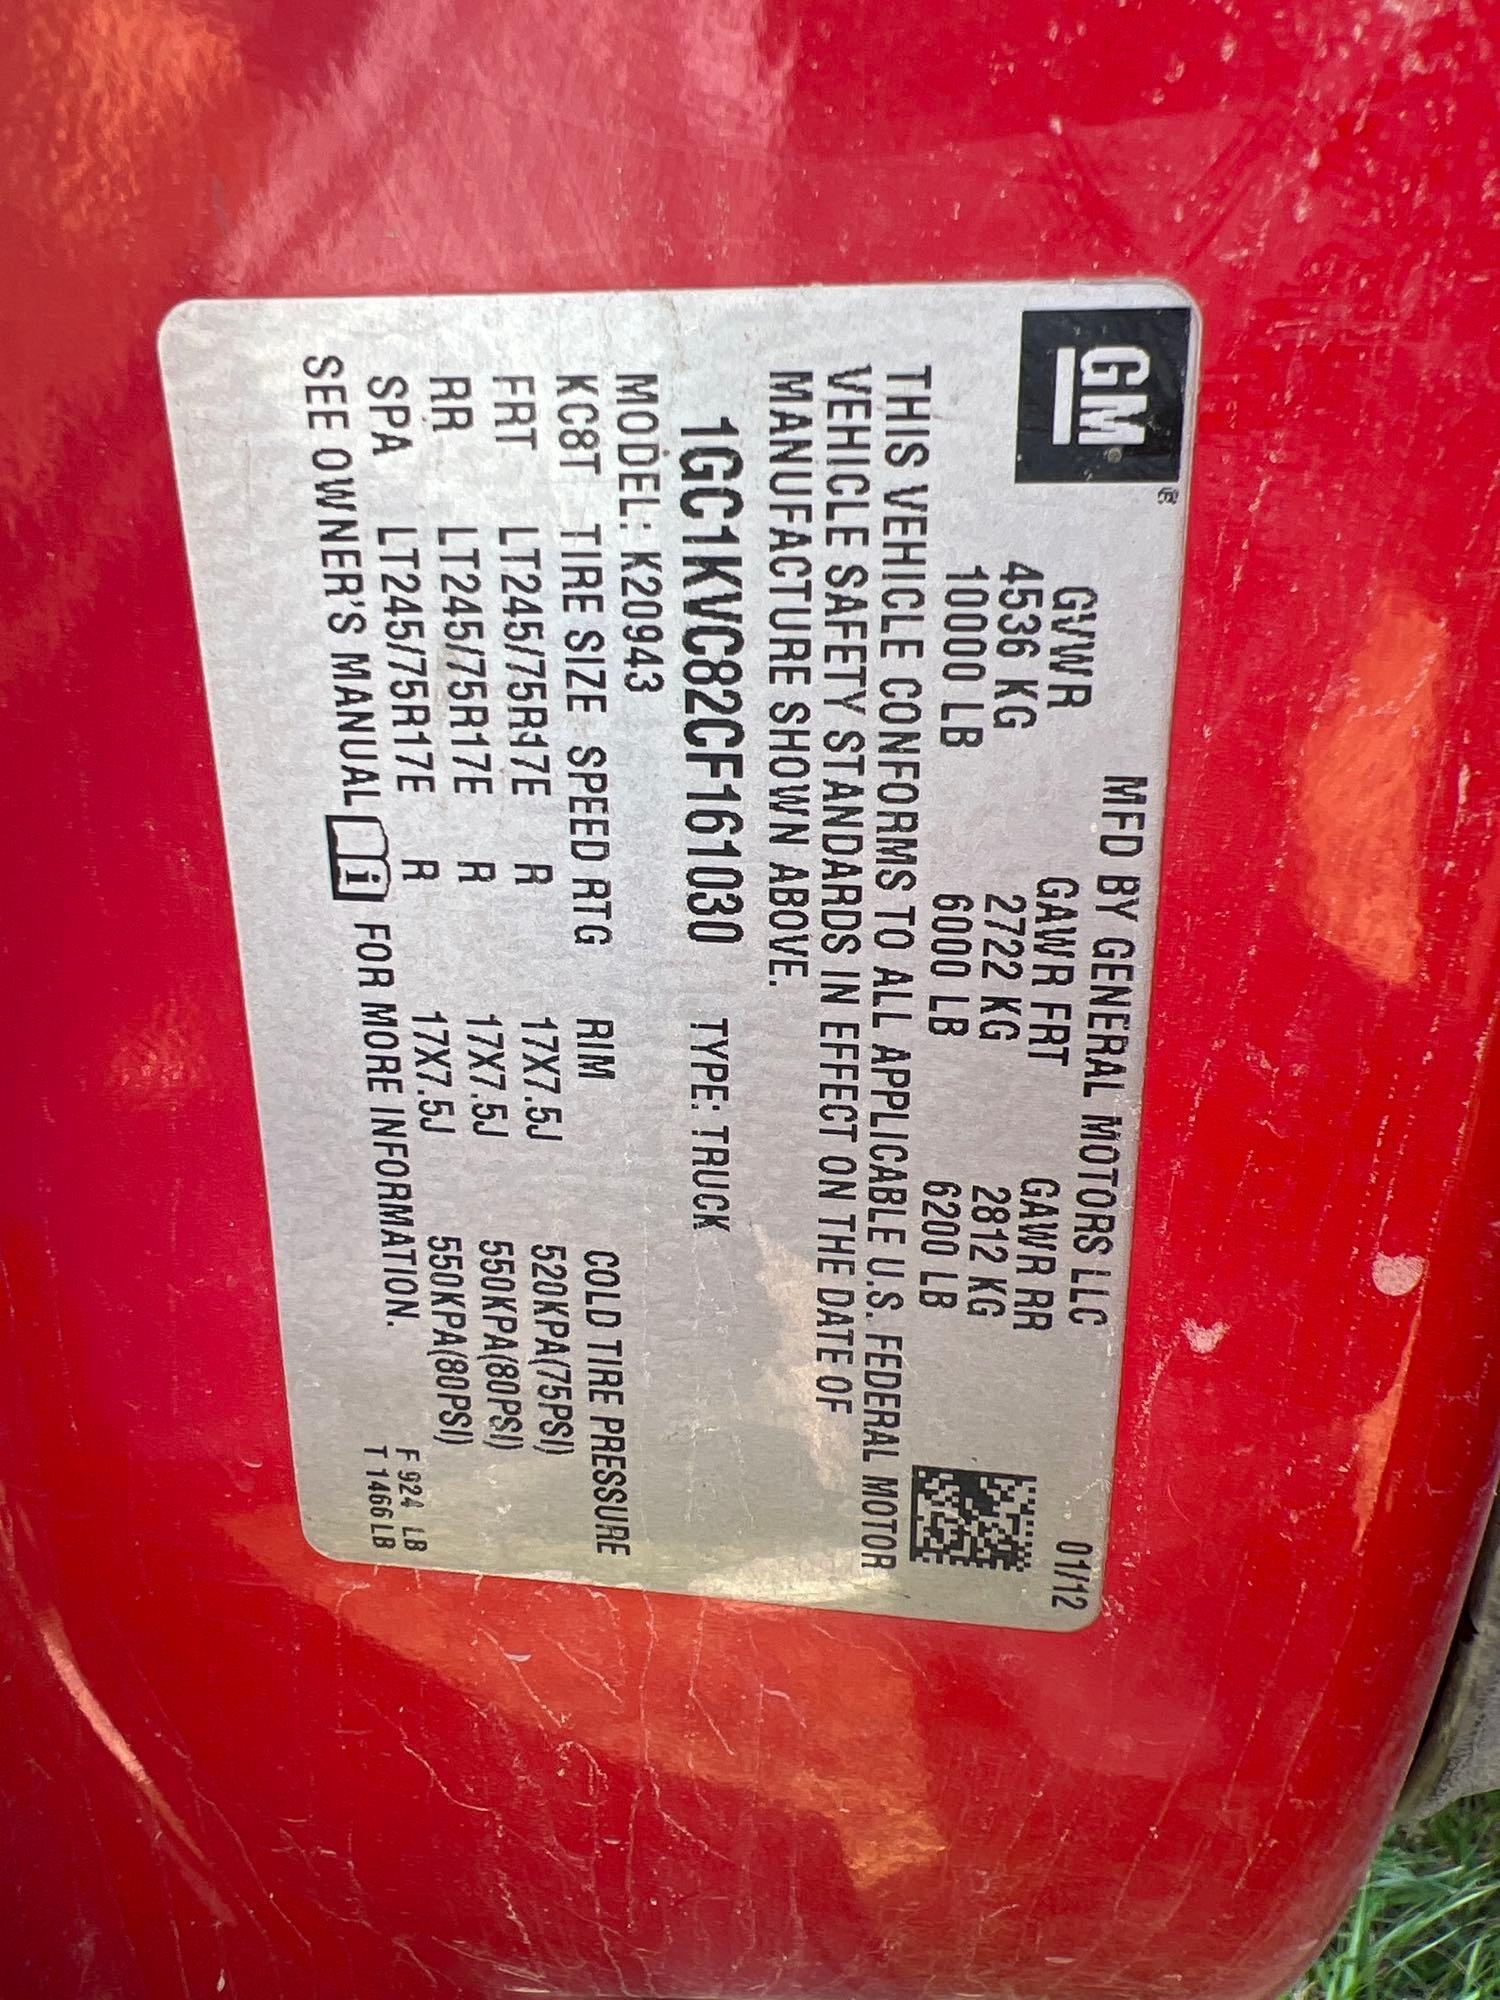 GM ®
MFD BY GENERAL MOTORS LLC 01/12
GVWR GAWR FRT GAWR RR
4536 KG 2722 KG 2812 KG
10000 LB 6000 LB 6200 LB
THIS VEHICLE CONFORMS TO ALL APPLICABLE U.S. FEDERAL MOTOR
VEHICLE SAFETY STANDARDS IN EFFECT ON THE DATE OF
MANUFACTURE SHOWN ABOVE.
1GC1KVC82CF161030 TYPE: TRUCK
MODEL: K20943
KC8T TIRE SIZE SPEED RTG RIM COLD TIRE PRESSURE
FRT LT245/75R17E R 17X7.5J 520KPA(75PSI)
RR LT245/75R17E R 17X7.5J 550KPA(80PSI)
SPA LT245/75R17E R 17X7.5J 550KPA(80PSI)
SEE OWNER'S MANUAL i FOR MORE INFORMATION.
F 924 LB
T 1466 LB